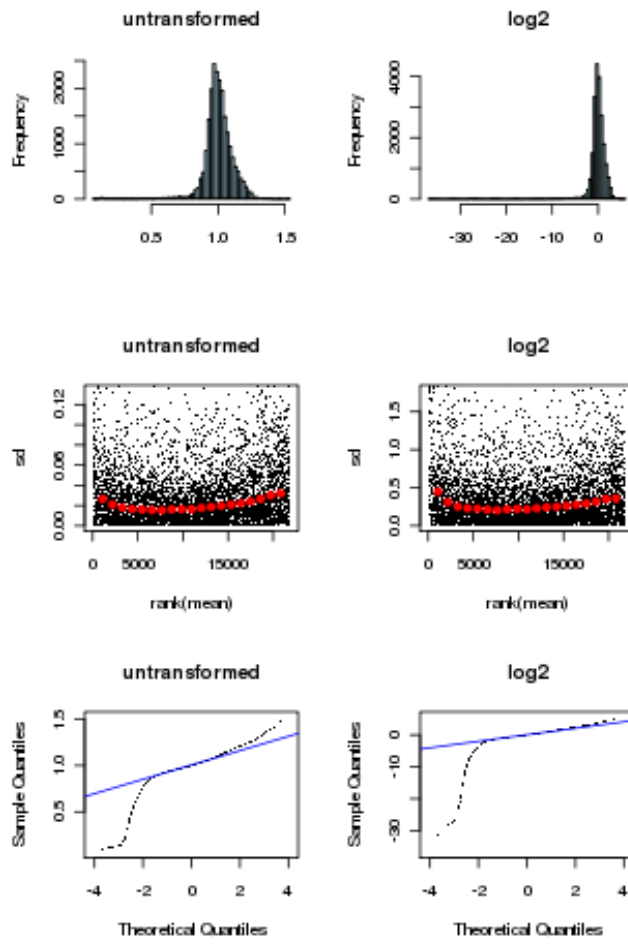 untransformed
Frequency
0 1000 2000
0.5 1.0 1.5
log2
Frequency
0 2000 4000
-30 -20 -10 0
untransformed
sd
0.00 0.06 0.12
0 5000 15000
rank(mean)
log2
sd
0.0 0.5 1.0 1.5
0 5000 15000
rank(mean)
untransformed
Sample Quantiles
0.5 1.0 1.5
-4 -2 0 2 4
Theoretical Quantiles
log2
Sample Quantiles
-30 -10 0
-4 -2 0 2 4
Theoretical Quantiles